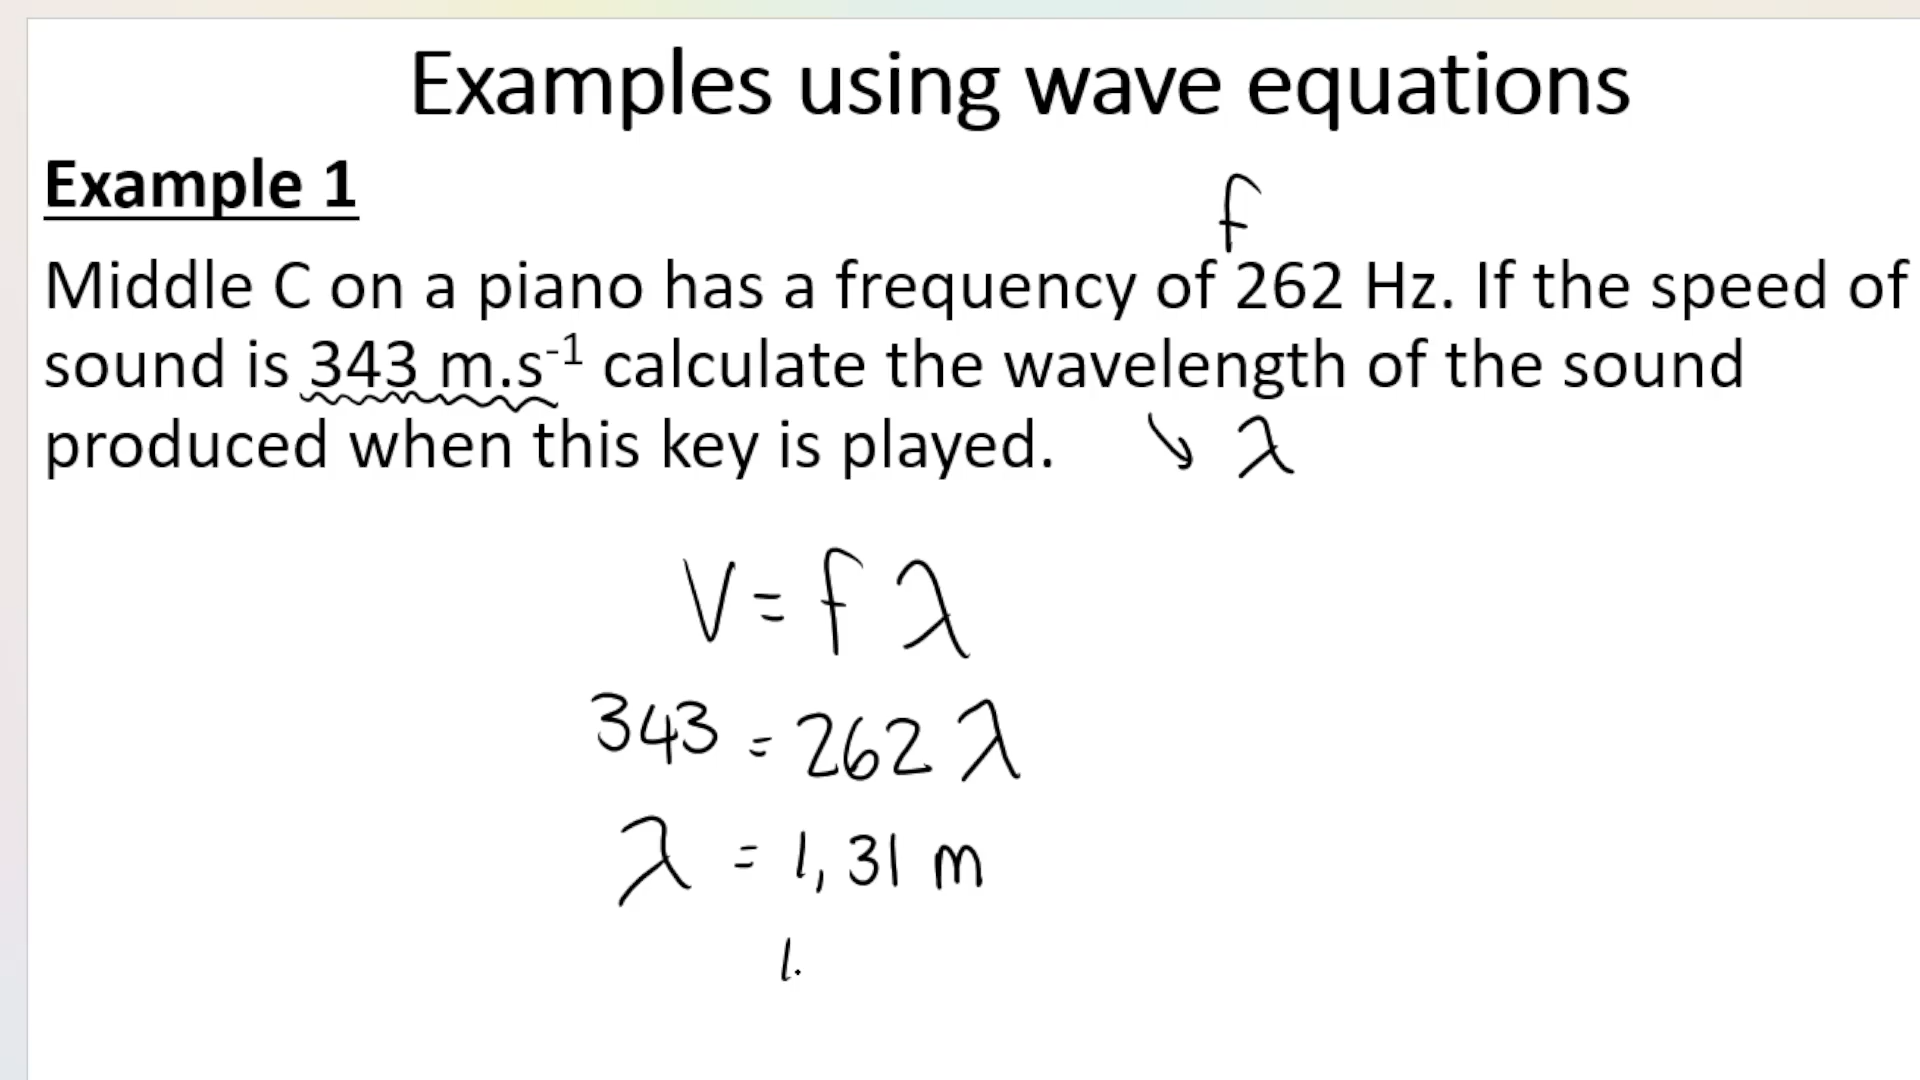 Examples using wave equations
Example 1
f
Middle C on a piano has a frequency of 262 Hz. If the speed of
sound is 343 m.s⁻¹ calculate the wavelength of the sound
produced when this key is played. ↘ λ
V = f λ
343 = 262 λ
λ = 1,31 m
1.